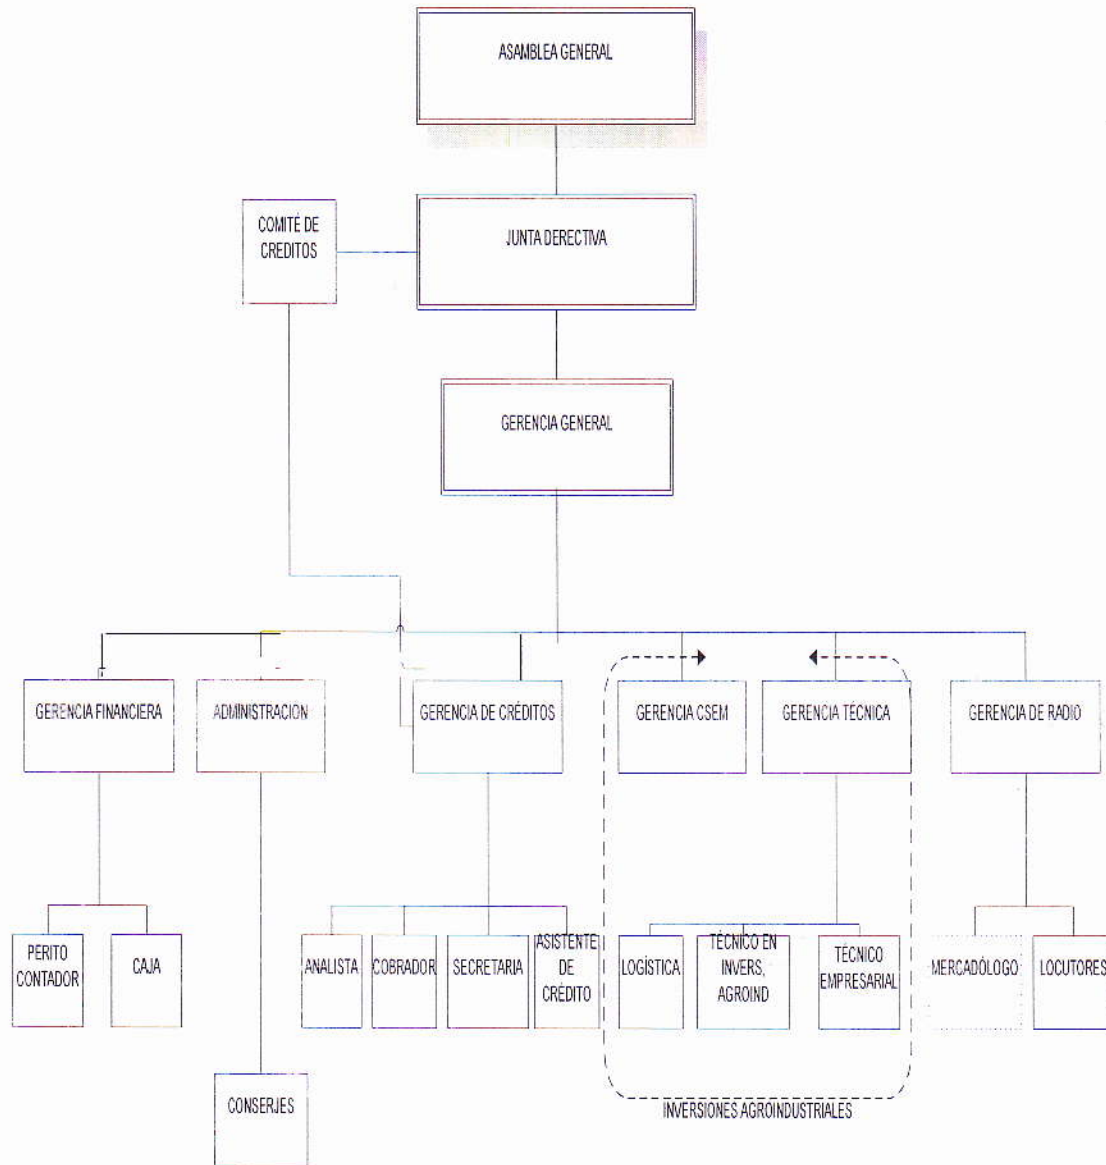 ASAMBLEA GENERAL
COMITÉ DE
CREDITOS
JUNTA DERECTIVA
GERENCIA GENERAL
GERENCIA FINANCIERA
ADMINISTRACION
GERENCIA DE CRÉDITOS
GERENCIA CSEM
GERENCIA TÉCNICA
GERENCIA DE RADIO
PERITO
CONTADOR
CAJA
ANALISTA
COBRADOR
SECRETARIA
ASISTENTE
DE
CRÉDITO
LOGÍSTICA
TÉCNICO EN
INVERS,
AGROIND
TÉCNICO
EMPRESARIAL
MERCADÓLOGO
LOCUTORES
CONSERJES
INVERSIONES AGROINDUSTRIALES